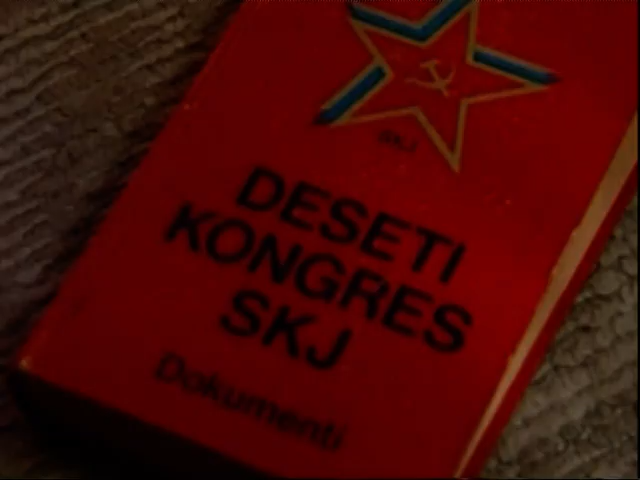 SKJ
DESETI
KONGRES
SKJ
Dokumenti